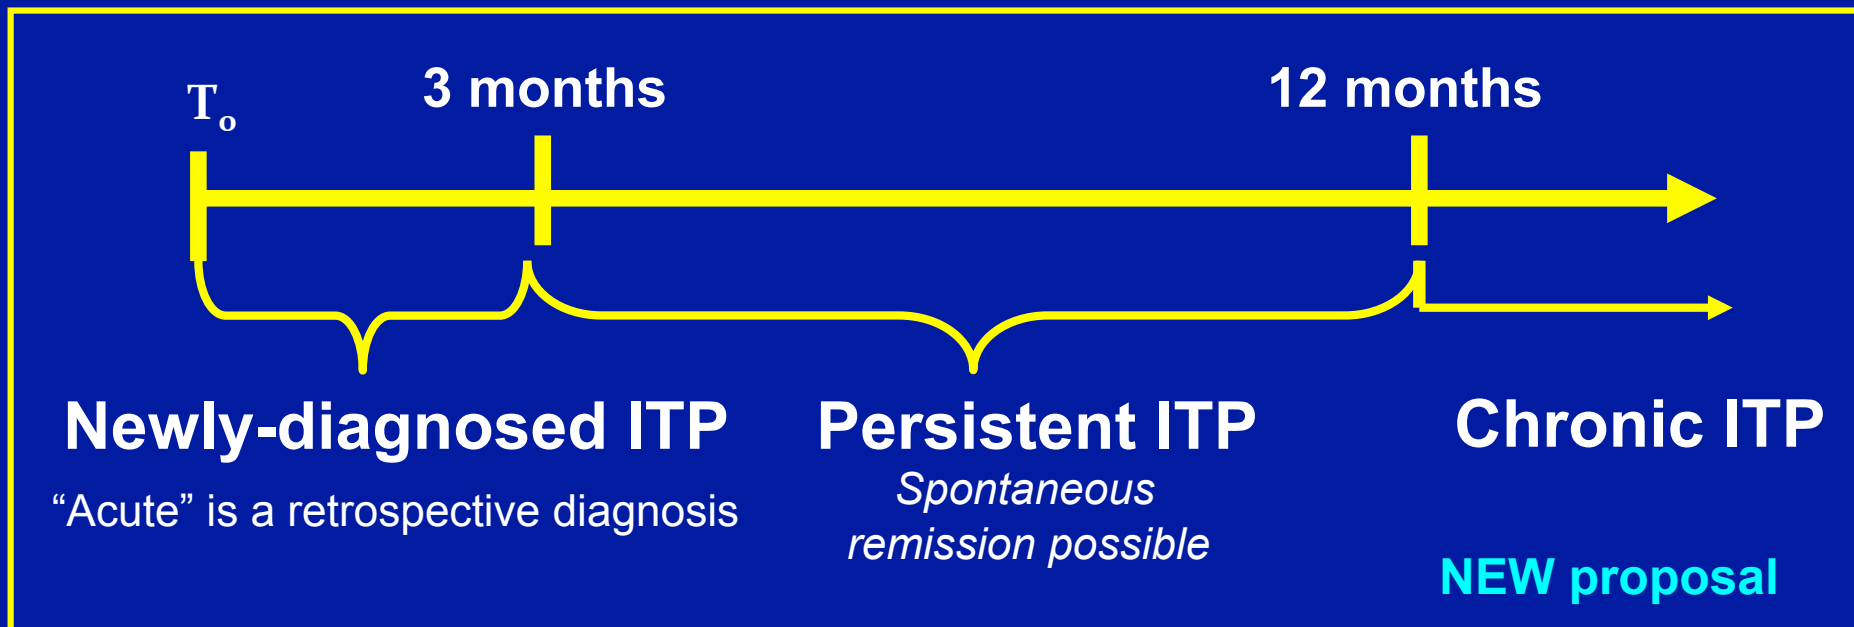 T₀
3 months
12 months
Newly-diagnosed ITP
“Acute” is a retrospective diagnosis
Persistent ITP
Spontaneous
remission possible
Chronic ITP
NEW proposal